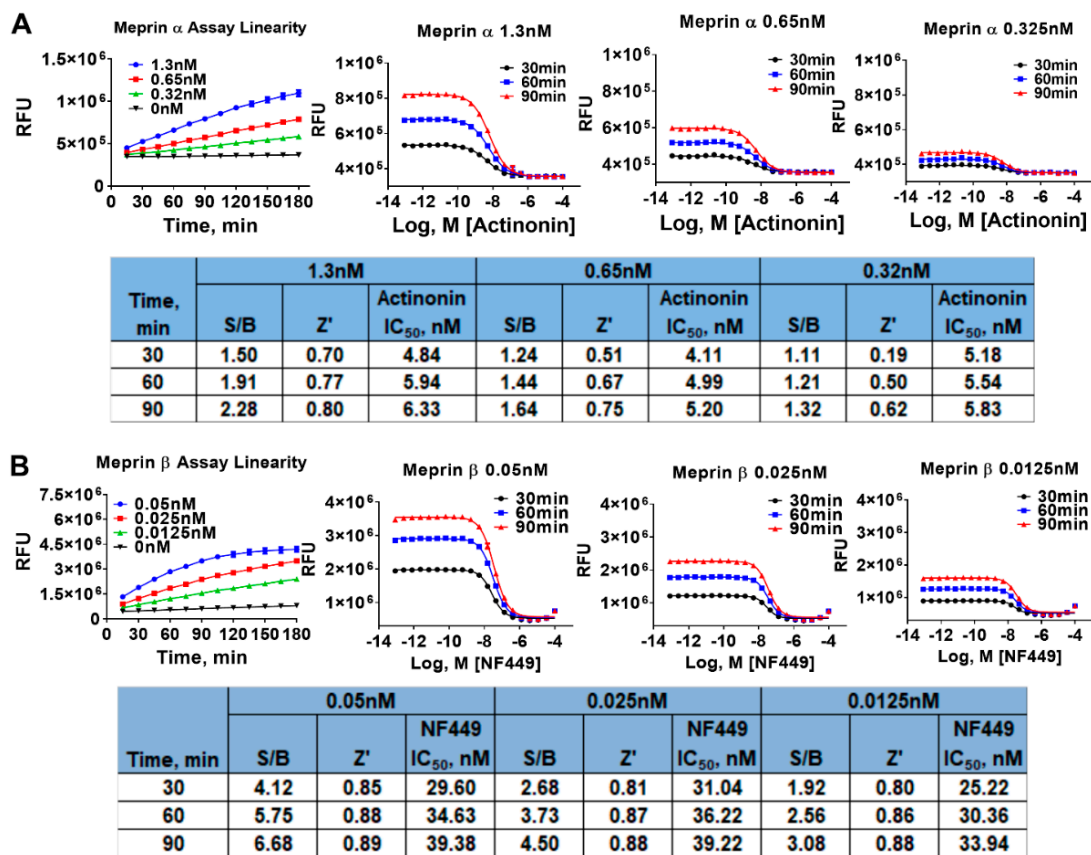 A
Meprin α Assay Linearity
1.3nM
0.65nM
0.32nM
0nM
RFU
1.5×10⁶
1×10⁶
5×10⁵
0
0 30 60 90 120 150 180
Time, min
Meprin α 1.3nM
30min
60min
90min
RFU
1×10⁶
8×10⁵
6×10⁵
4×10⁵
-14 -12 -10 -8 -6 -4
Log, M [Actinonin]
Meprin α 0.65nM
30min
60min
90min
RFU
1×10⁶
8×10⁵
6×10⁵
4×10⁵
-14 -12 -10 -8 -6 -4
Log, M [Actinonin]
Meprin α 0.325nM
30min
60min
90min
RFU
1×10⁶
8×10⁵
6×10⁵
4×10⁵
-14 -12 -10 -8 -6 -4
Log, M [Actinonin]
1.3nM 0.65nM 0.32nM
Time, min S/B Z' Actinonin IC₅₀, nM S/B Z' Actinonin IC₅₀, nM S/B Z' Actinonin IC₅₀, nM
30 1.50 0.70 4.84 1.24 0.51 4.11 1.11 0.19 5.18
60 1.91 0.77 5.94 1.44 0.67 4.99 1.21 0.50 5.54
90 2.28 0.80 6.33 1.64 0.75 5.20 1.32 0.62 5.83
B
Meprin β Assay Linearity
0.05nM
0.025nM
0.0125nM
0nM
RFU
7.5×10⁶
6×10⁶
4.5×10⁶
3×10⁶
1.5×10⁶
0
0 30 60 90 120 150 180
Time, min
Meprin β 0.05nM
30min
60min
90min
RFU
4×10⁶
3×10⁶
2×10⁶
1×10⁶
-14 -12 -10 -8 -6 -4
Log, M [NF449]
Meprin β 0.025nM
30min
60min
90min
RFU
4×10⁶
3×10⁶
2×10⁶
1×10⁶
-14 -12 -10 -8 -6 -4
Log, M [NF449]
Meprin β 0.0125nM
30min
60min
90min
RFU
4×10⁶
3×10⁶
2×10⁶
1×10⁶
-14 -12 -10 -8 -6 -4
Log, M [NF449]
0.05nM 0.025nM 0.0125nM
Time, min S/B Z' NF449 IC₅₀, nM S/B Z' NF449 IC₅₀, nM S/B Z' NF449 IC₅₀, nM
30 4.12 0.85 29.60 2.68 0.81 31.04 1.92 0.80 25.22
60 5.75 0.88 34.63 3.73 0.87 36.22 2.56 0.86 30.36
90 6.68 0.89 39.38 4.50 0.88 39.22 3.08 0.88 33.94